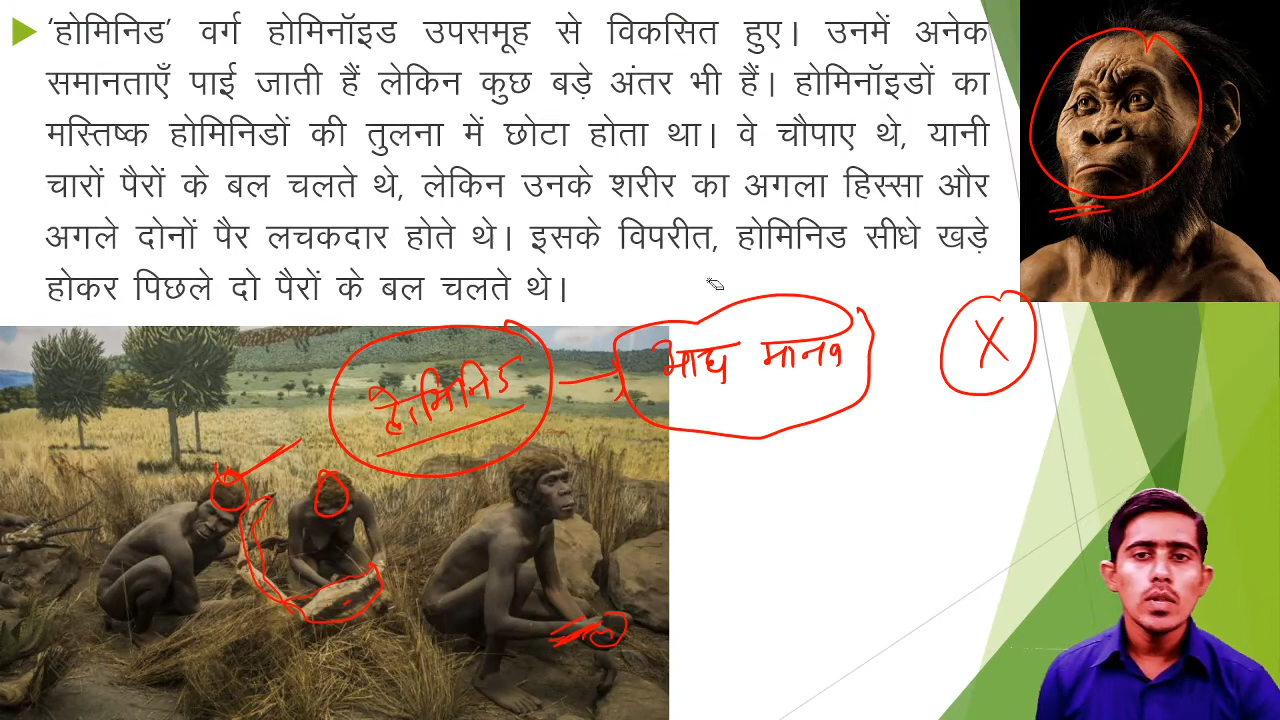 ‘होमिनिड’ वर्ग होमिनॉइड उपसमूह से विकसित हुए। उनमें अनेक
समानताएँ पाई जाती हैं लेकिन कुछ बड़े अंतर भी हैं। होमिनॉइडों का
मस्तिष्क होमिनिडों की तुलना में छोटा होता था। वे चौपाए थे, यानी
चारों पैरों के बल चलते थे, लेकिन उनके शरीर का अगला हिस्सा और
अगले दोनों पैर लचकदार होते थे। इसके विपरीत, होमिनिड सीधे खड़े
होकर पिछले दो पैरों के बल चलते थे।
होमिनिड
मानव
X